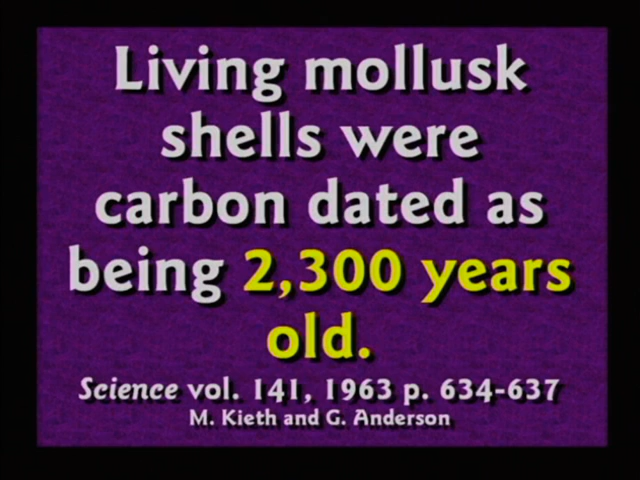 Living mollusk
shells were
carbon dated as
being 2,300 years
old.
Science vol. 141, 1963 p. 634-637
M. Kieth and G. Anderson